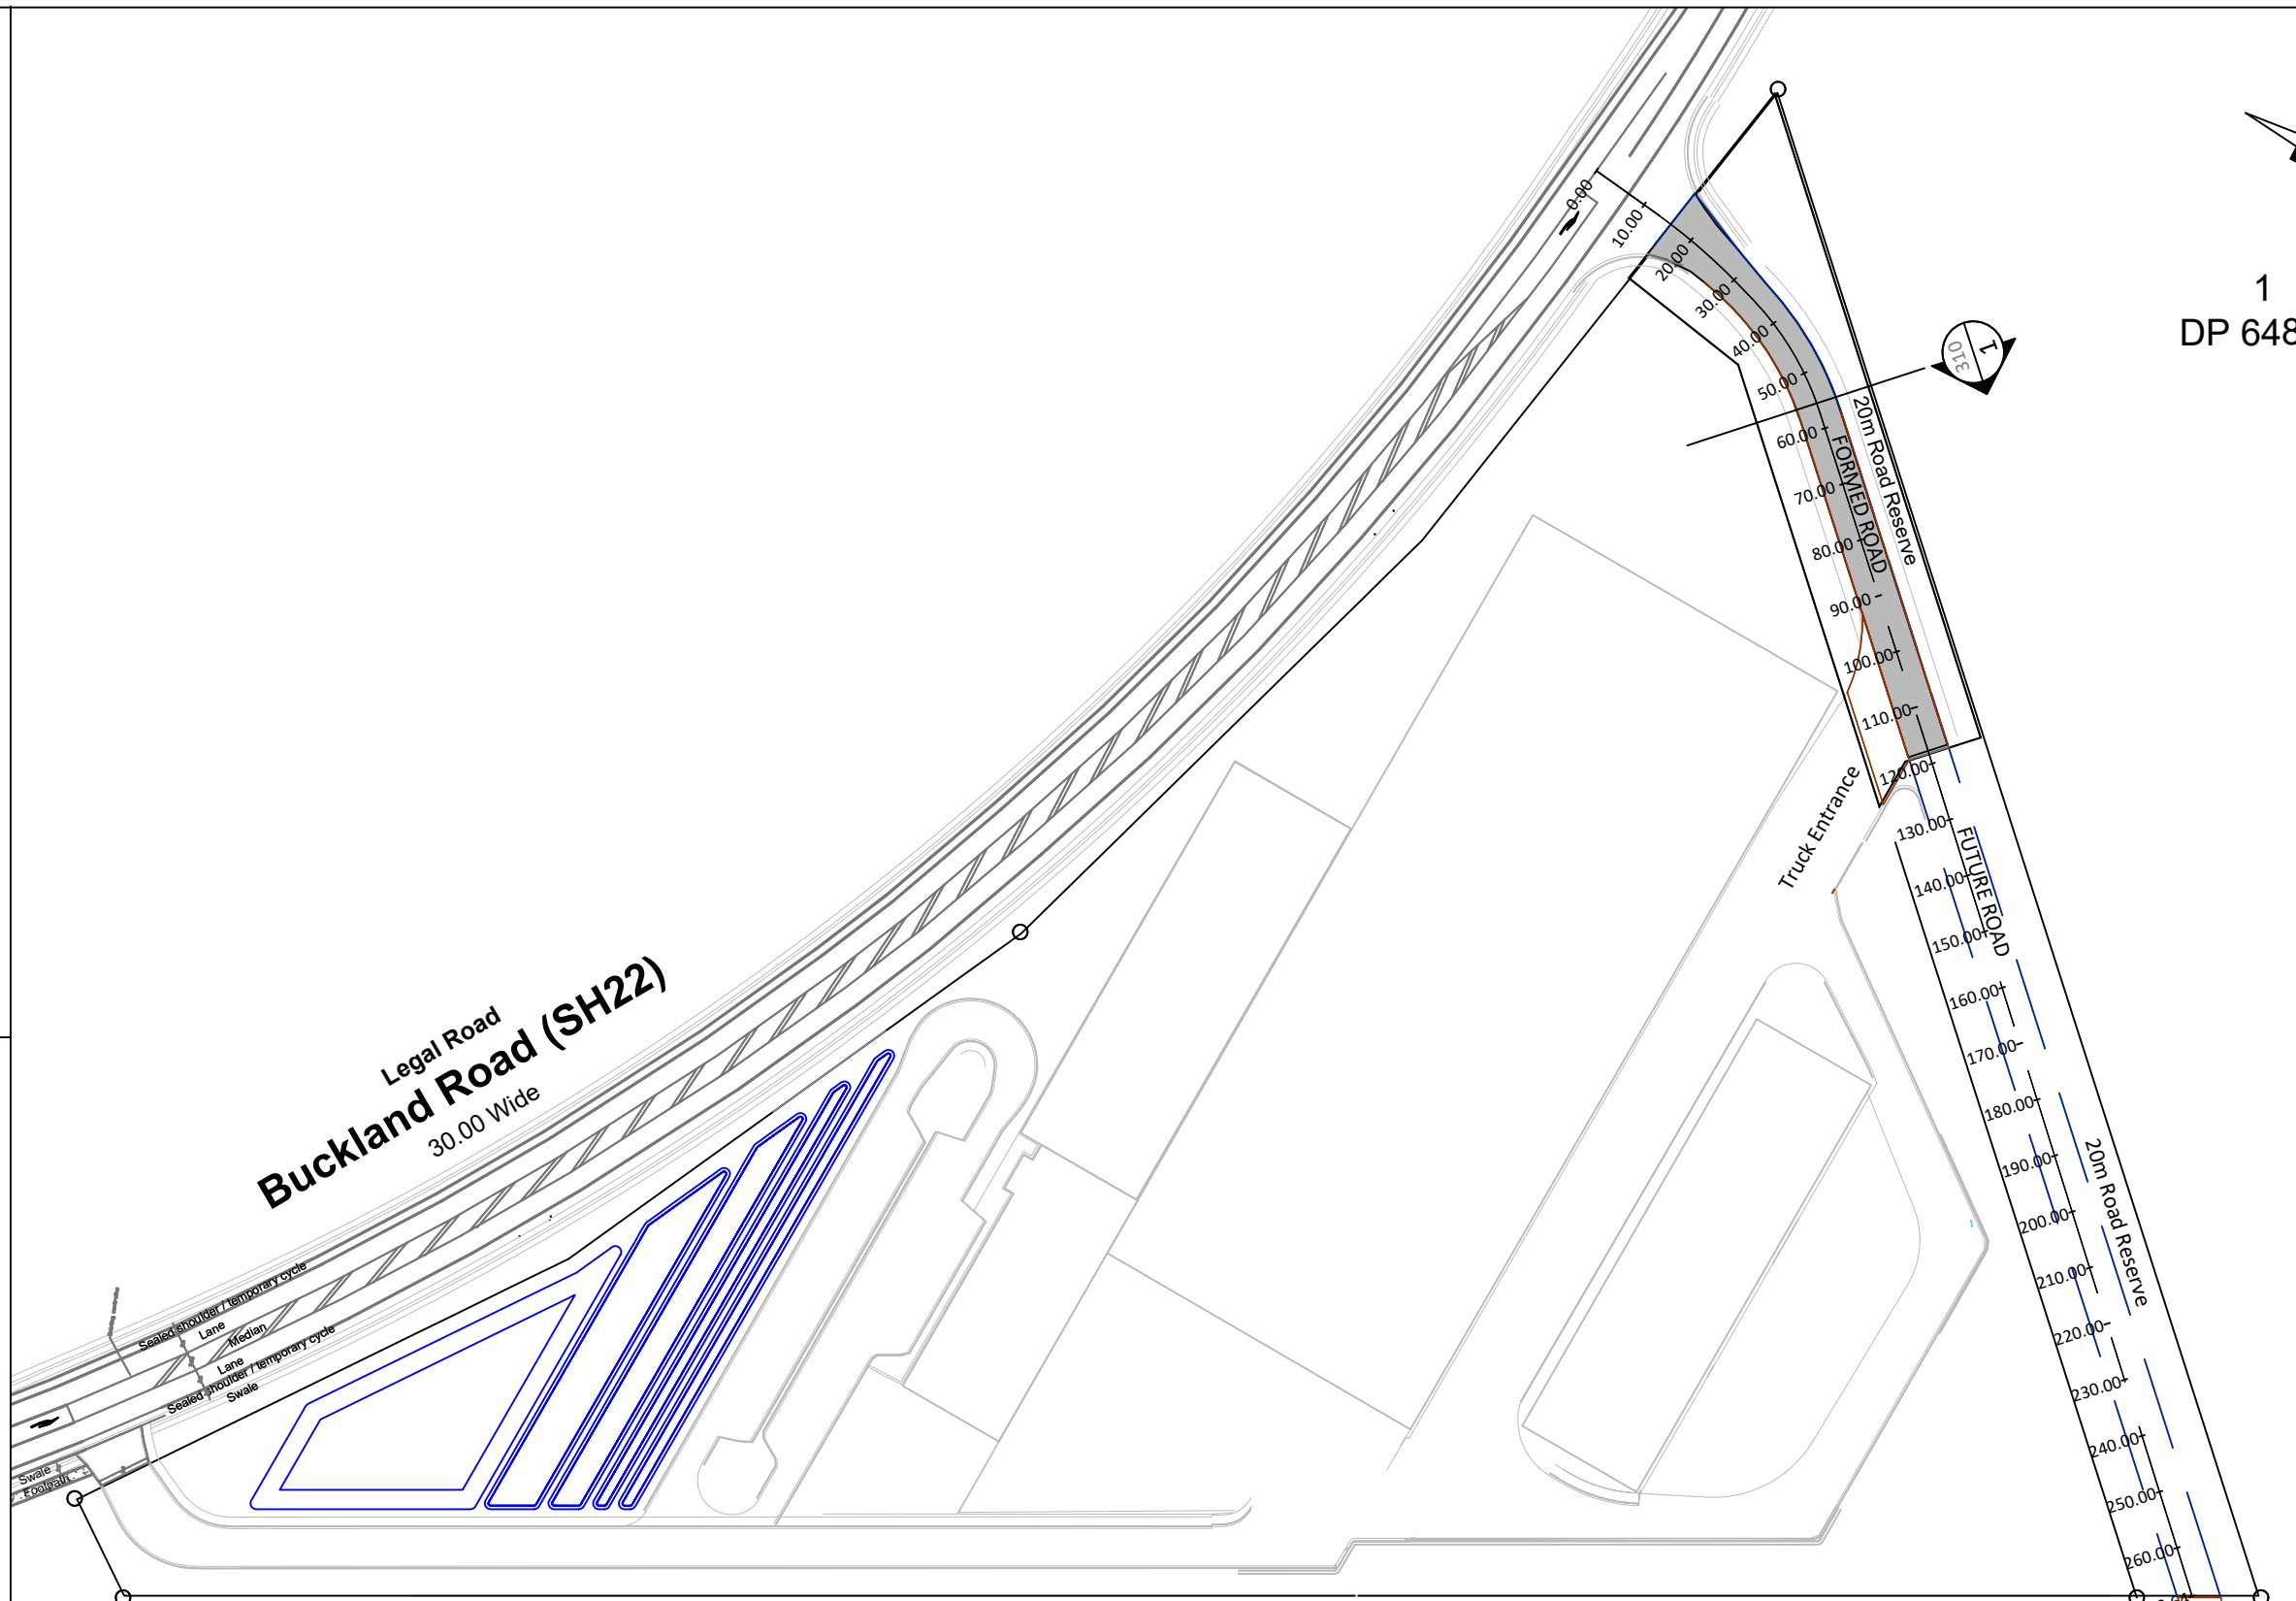 0.00
10.00
20.00
30.00
40.00
50.00
60.00
70.00
80.00
90.00
100.00
110.00
120.00
130.00
140.00
150.00
160.00
170.00
180.00
190.00
200.00
210.00
220.00
230.00
240.00
250.00
260.00
1
310
1
DP 648
20m Road Reserve
FORMED ROAD
Truck Entrance
FUTURE ROAD
20m Road Reserve
Legal Road
Buckland Road (SH22)
30.00 Wide
Sealed shoulder / temporary cycle
Lane
Median
Lane
Sealed shoulder / temporary cycle
Swale
Swale
Footpath